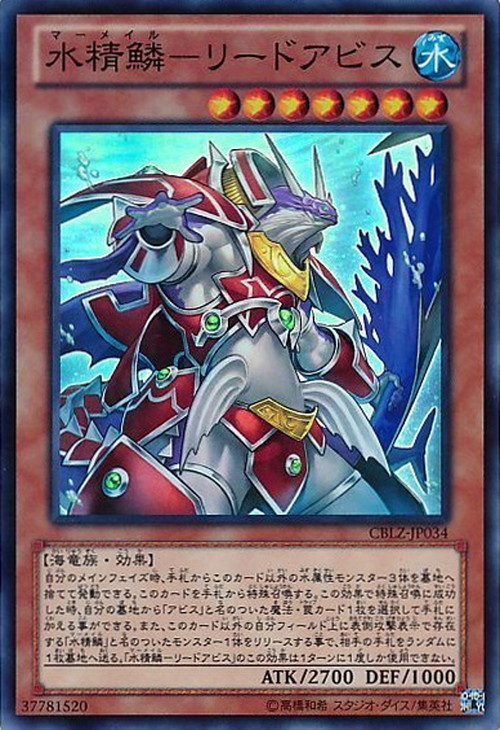 マーメイル
水精鱗－リードアビス
みず
水
CBLZ-JP034
【海竜族・効果】
自分のメインフェイズ時、手札からこのカード以外の水属性モンスター3体を墓地へ
捨てて発動できる。このカードを手札から特殊召喚する。この効果で特殊召喚に成功
した時、自分の墓地から「アビス」と名のついた魔法・罠カード1枚を選択して手札に
加える事ができる。また、このカード以外の自分フィールド上に表側攻撃表示で存在
する「水精鱗」と名のついたモンスター1体をリリースする事で、相手の手札をランダムに
1枚墓地へ送る。「水精鱗－リードアビス」のこの効果は1ターンに1度しか使用できない。
ATK/2700 DEF/1000
37781520
©高橋和希 スタジオ・ダイス/集英社